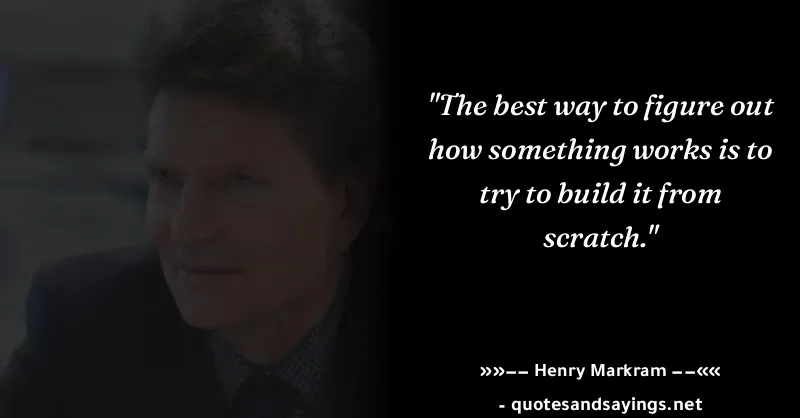 "The best way to figure out
how something works is to
try to build it from
scratch."
»»−− Henry Markram −−««
- quotesandsayings.net